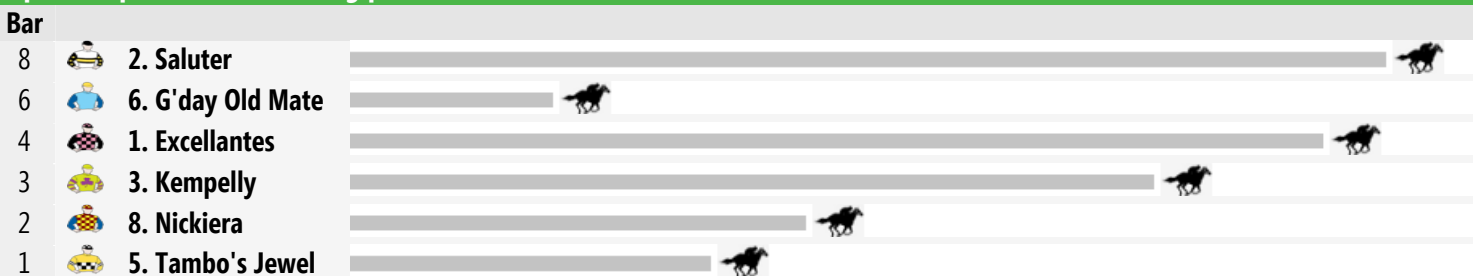 Bar
8 2. Saluter
6 6. G'day Old Mate
4 1. Excellantes
3 3. Kempelly
2 8. Nickiera
1 5. Tambo's Jewel